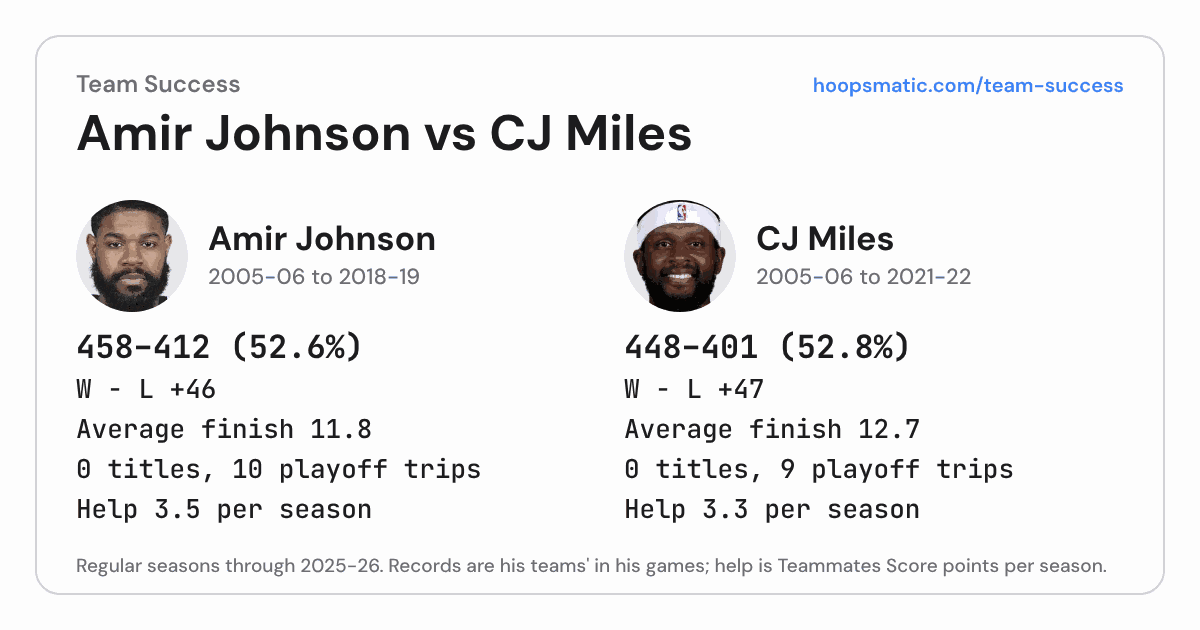 Team Success
hoopsmatic.com/team-success
Amir Johnson vs CJ Miles
Amir Johnson
2005-06 to 2018-19
458-412 (52.6%)
W - L +46
Average finish 11.8
0 titles, 10 playoff trips
Help 3.5 per season
CJ Miles
2005-06 to 2021-22
448-401 (52.8%)
W - L +47
Average finish 12.7
0 titles, 9 playoff trips
Help 3.3 per season
Regular seasons through 2025-26. Records are his teams' in his games; help is Teammates Score points per season.